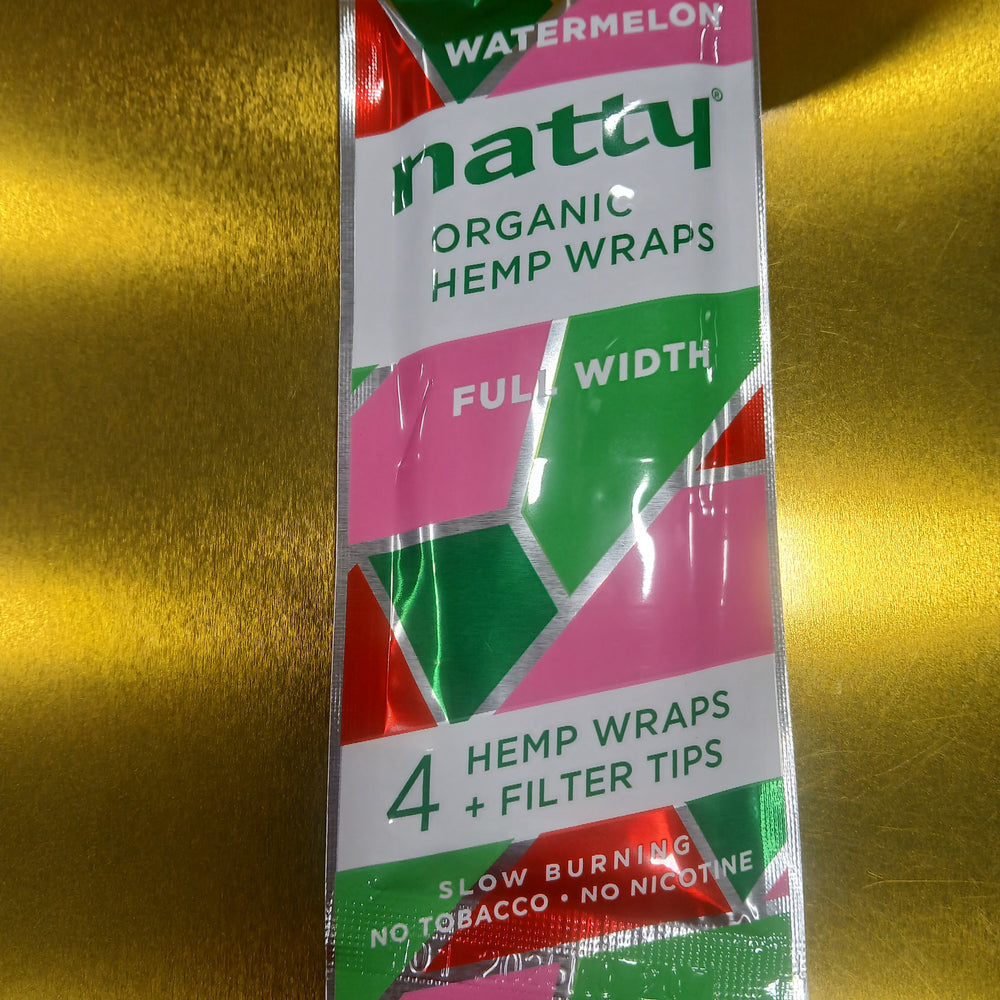 WATERMELON
natty®
ORGANIC
HEMP WRAPS
FULL WIDTH
4 HEMP WRAPS
+ FILTER TIPS
SLOW BURNING
NO TOBACCO • NO NICOTINE